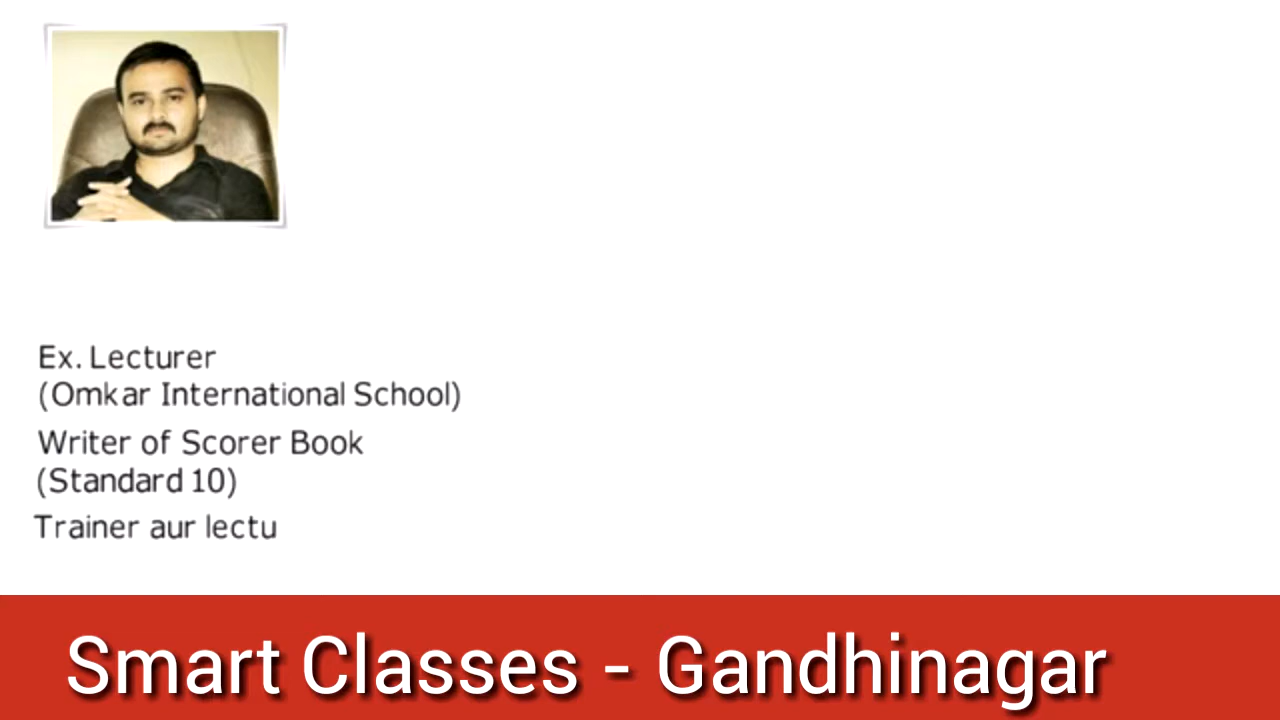 Ex. Lecturer
(Omkar International School)
Writer of Scorer Book
(Standard 10)
Trainer aur lectu
Smart Classes - Gandhinagar